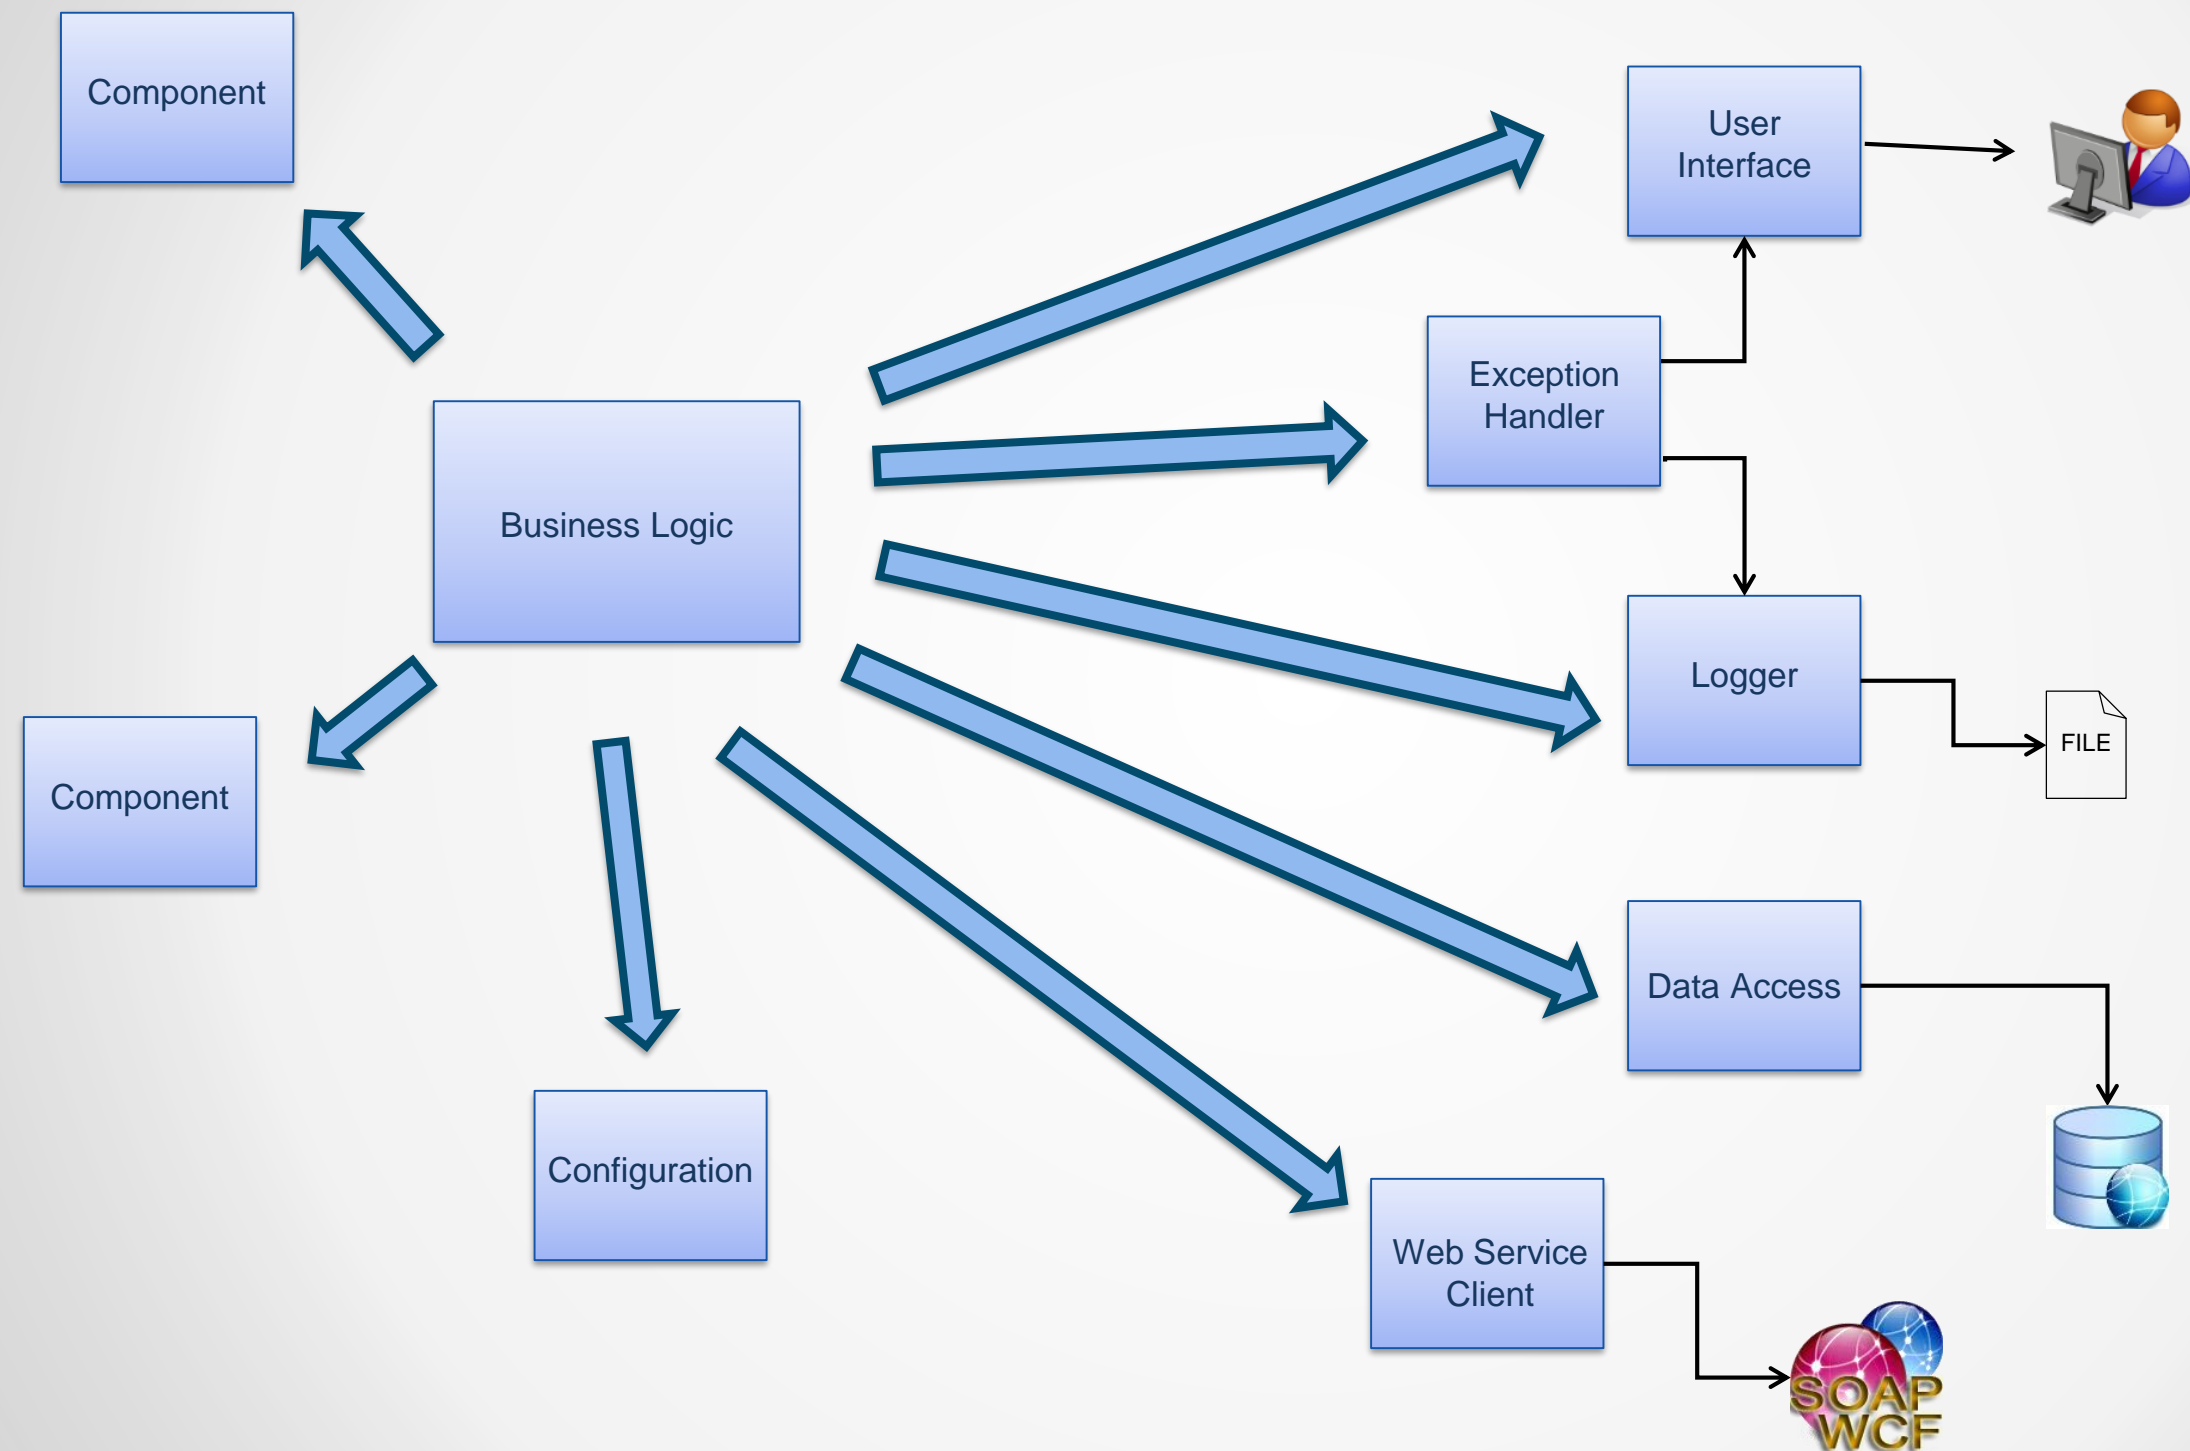 Component
User
Interface
Exception
Handler
Business Logic
Logger
FILE
Component
Data Access
Configuration
Web Service
Client
SOAP
WCF